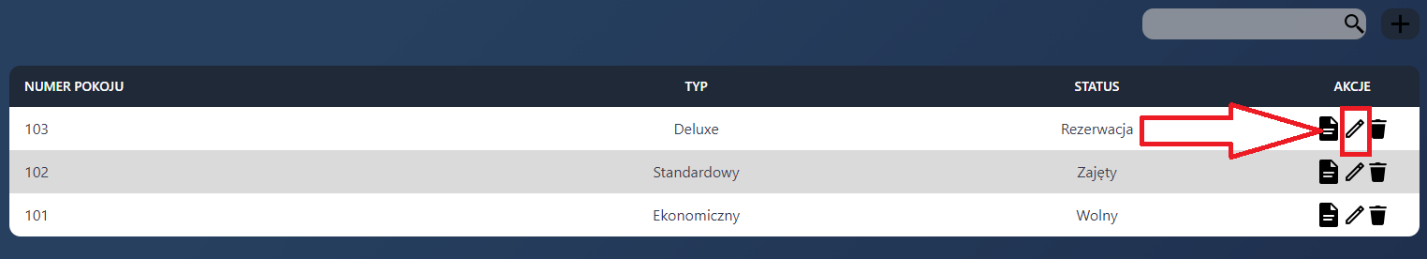 NUMER POKOJU TYP STATUS AKCJE
103 Deluxe Rezerwacja
102 Standardowy Zajęty
101 Ekonomiczny Wolny